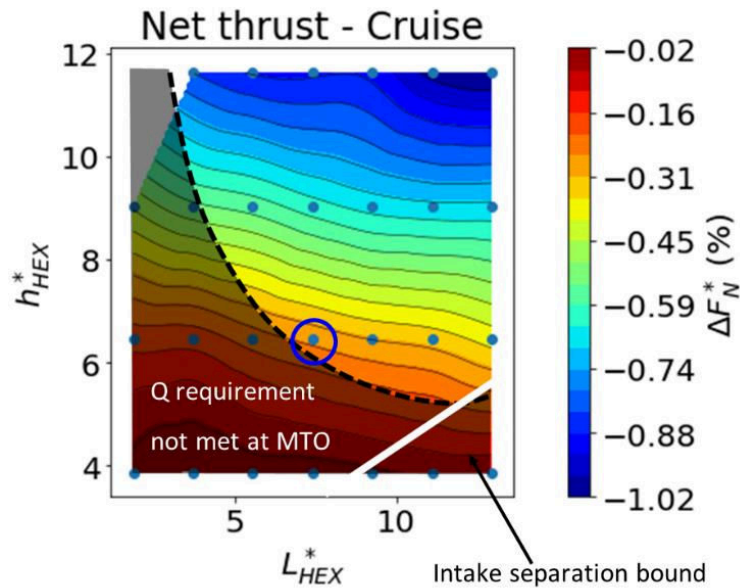 Net thrust - Cruise
12
10
8
6
4
h*HEX
5
10
L*HEX
Q requirement
not met at MTO
Intake separation bound
−0.02
−0.16
−0.31
−0.45
−0.59
−0.74
−0.88
−1.02
ΔF*N (%)